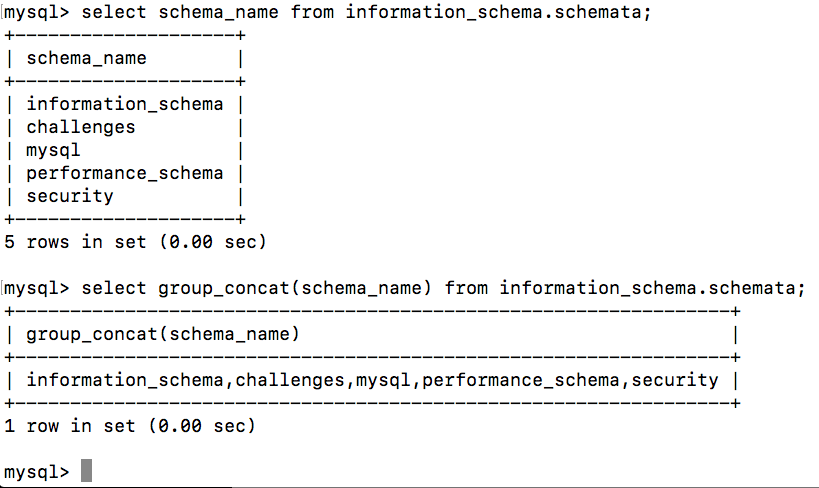 mysql> select schema_name from information_schema.schemata;
+--------------------+
| schema_name        |
+--------------------+
| information_schema |
| challenges         |
| mysql              |
| performance_schema |
| security           |
+--------------------+
5 rows in set (0.00 sec)

mysql> select group_concat(schema_name) from information_schema.schemata;
+-----------------------------------------------------------------+
| group_concat(schema_name)                                       |
+-----------------------------------------------------------------+
| information_schema,challenges,mysql,performance_schema,security |
+-----------------------------------------------------------------+
1 row in set (0.00 sec)

mysql>